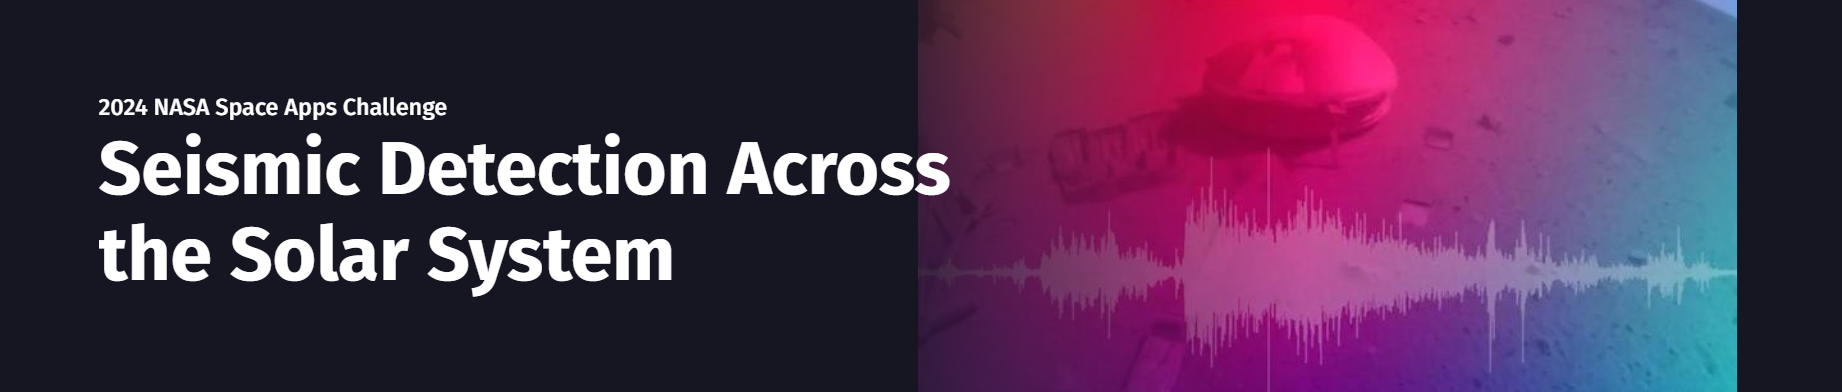 2024 NASA Space Apps Challenge
Seismic Detection Across
the Solar System